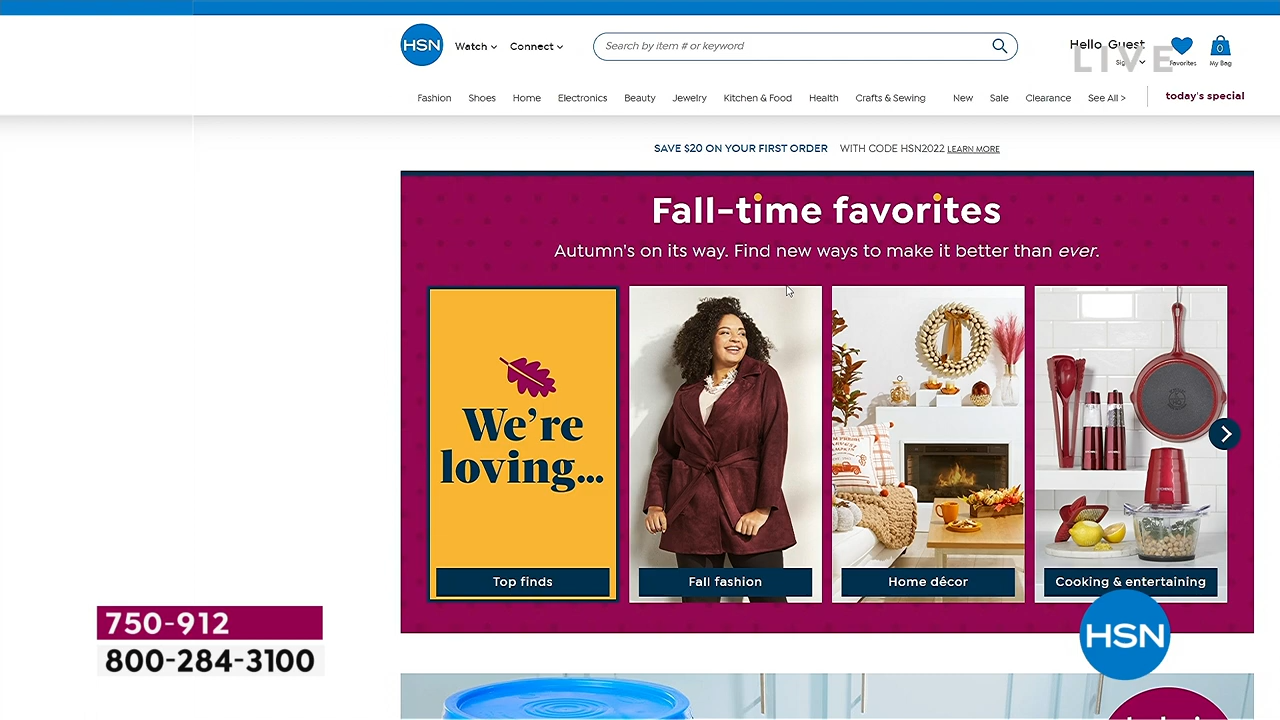 HSN
Watch
Connect
Search by item # or keyword
Hello, Guest
LIVE
Favorites
0
My Bag
Fashion
Shoes
Home
Electronics
Beauty
Jewelry
Kitchen & Food
Health
Crafts & Sewing
New
Sale
Clearance
See All >
today's special
SAVE $20 ON YOUR FIRST ORDER WITH CODE HSN2022 LEARN MORE
Fall-time favorites
Autumn's on its way. Find new ways to make it better than ever.
We're
loving...
Top finds
Fall fashion
Home décor
Cooking & entertaining
HSN
750-912
800-284-3100